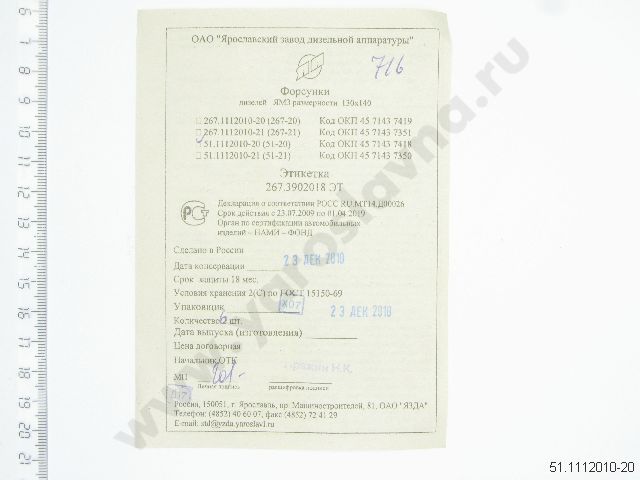 ОАО "Ярославский завод дизельной аппаратуры"
716
Форсунки
дизелей ЯМЗ размерности 130х140
267.1112010-20 (267-20) Код ОКП 45 7143 7419
267.1112010-21 (267-21) Код ОКП 45 7143 7351
51.1112010-20 (51-20) Код ОКП 45 7143 7418
51.1112010-21 (51-21) Код ОКП 45 7143 7350
Этикетка
267.3902018 ЭТ
Декларация о соответствии РОСС RU.МТ14.Д00026
Срок действия с 23.07.2009 по 01.04.2019
Орган по сертификации автомобильных
изделий – НАМИ – ФОНД
Сделано в России
Дата консервации 23 ДЕК 2010
Срок защиты 18 мес.
Условия хранения 2(С) по ГОСТ 15150-69
Упаковщик
Количество 6 шт.
23 ДЕК 2010
Дата выпуска (изготовления)
Цена договорная
Начальник ОТК
МП
Личная подпись расшифровка подписи
Россия, 150051, г. Ярославль, пр. Машиностроителей, 81, ОАО "ЯЗДА"
Телефон: (4852) 40 60 07, факс (4852) 72 41 29
E-mail: std@yzda.yaroslavl.ru
www.yaroslavna.ru
51.1112010-20